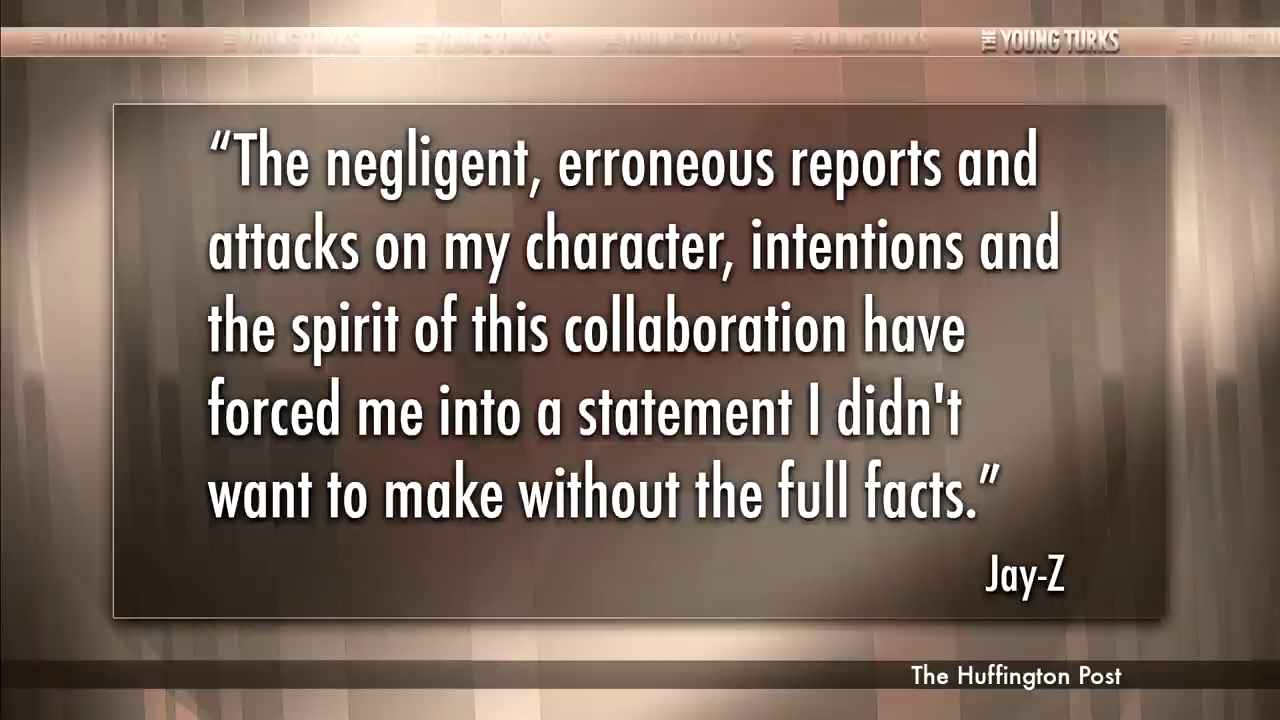 THE YOUNG TURKS
“The negligent, erroneous reports and
attacks on my character, intentions and
the spirit of this collaboration have
forced me into a statement I didn't
want to make without the full facts.”
Jay-Z
The Huffington Post